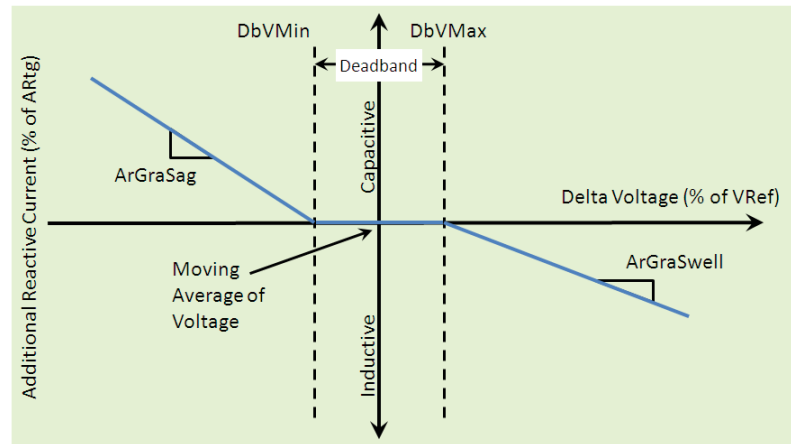 DbVMin
DbVMax
Deadband
Additional Reactive Current (% of ARtg)
Capacitive
ArGraSag
Delta Voltage (% of VRef)
Moving
Average of
Voltage
ArGraSwell
Inductive